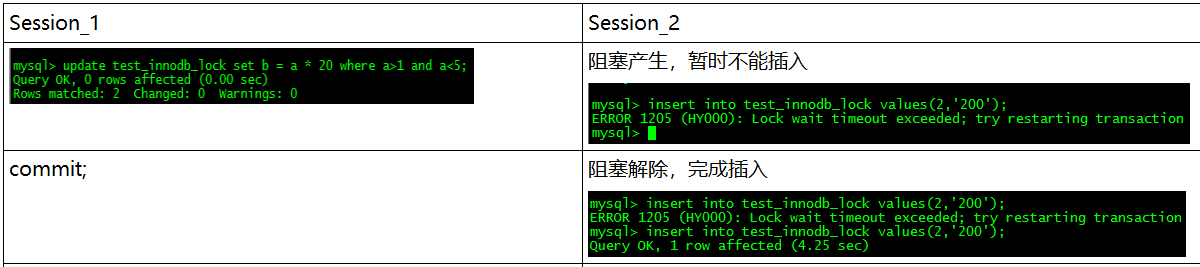 Session_1
Session_2
mysql> update test_innodb_lock set b = a * 20 where a>1 and a<5;
Query OK, 0 rows affected (0.00 sec)
Rows matched: 2  Changed: 0  Warnings: 0
阻塞产生，暂时不能插入
mysql> insert into test_innodb_lock values(2,'200');
ERROR 1205 (HY000): Lock wait timeout exceeded; try restarting transaction
mysql>
commit;
阻塞解除，完成插入
mysql> insert into test_innodb_lock values(2,'200');
ERROR 1205 (HY000): Lock wait timeout exceeded; try restarting transaction
mysql> insert into test_innodb_lock values(2,'200');
Query OK, 1 row affected (4.25 sec)